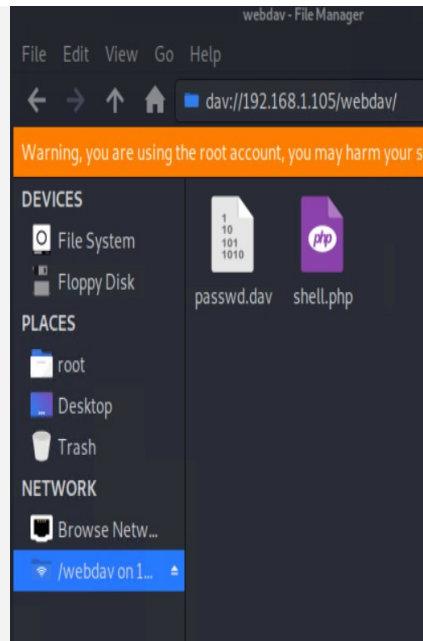 webdav - File Manager
File Edit View Go Help
dav://192.168.1.105/webdav/
Warning, you are using the root account, you may harm your s
DEVICES
File System
Floppy Disk
PLACES
root
Desktop
Trash
NETWORK
Browse Netw...
/webdav on 1...
1
10
101
1010
php
passwd.dav shell.php